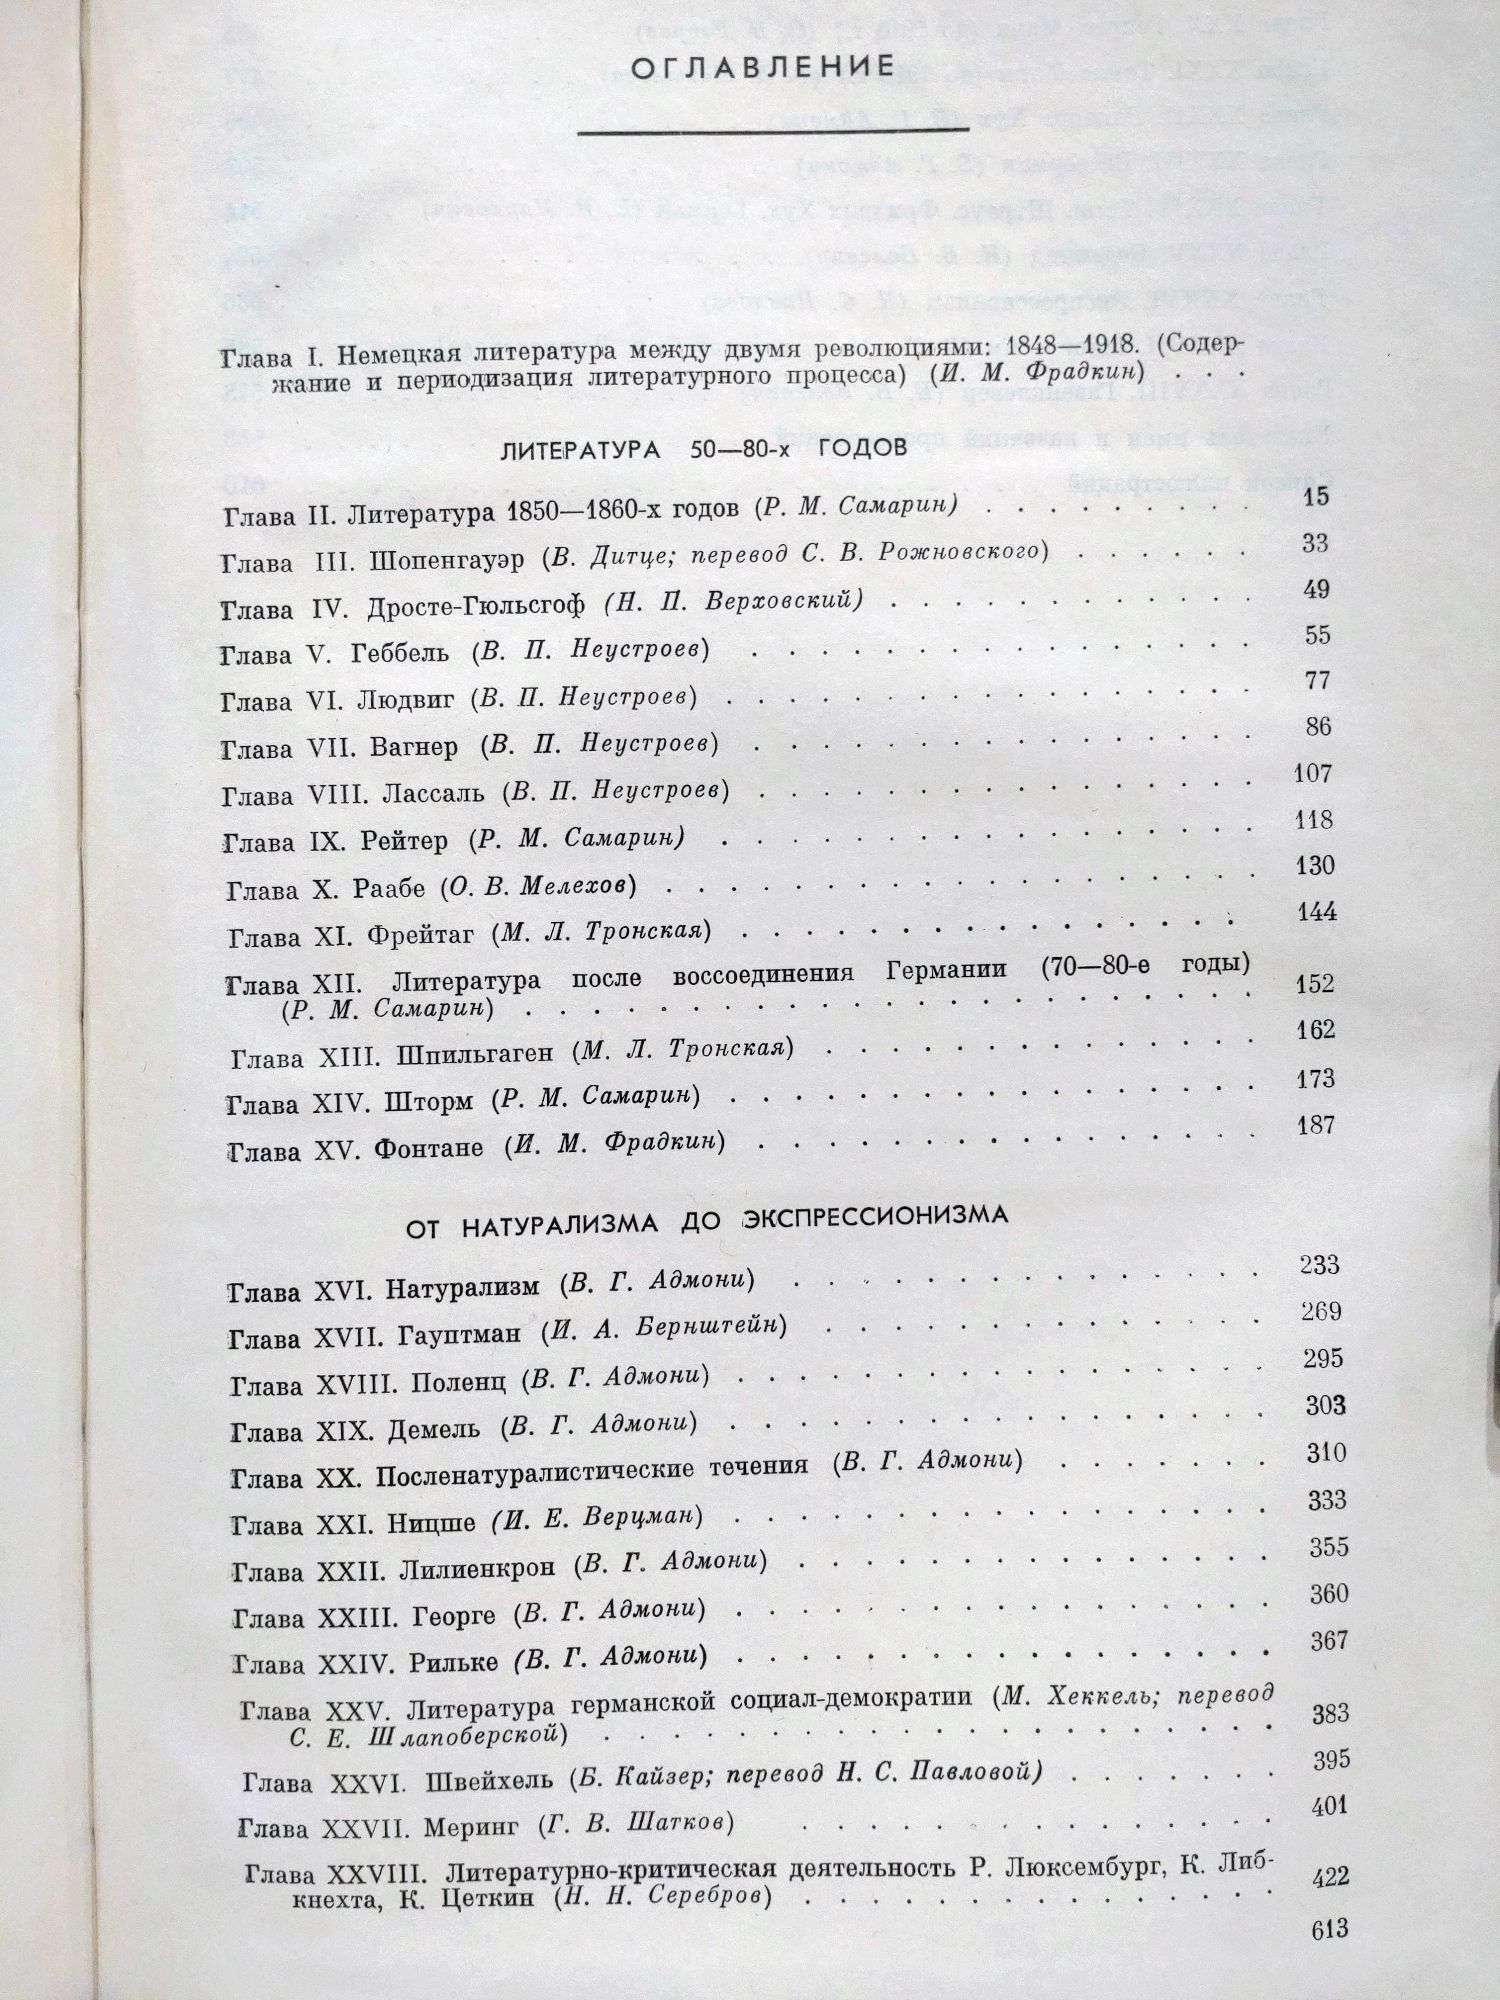 ОГЛАВЛЕНИЕ
Глава I. Немецкая литература между двумя революциями: 1848—1918. (Содер-
жание и периодизация литературного процесса) (И. М. Фрадкин) . . .
ЛИТЕРАТУРА 50—80-х ГОДОВ
Глава II. Литература 1850—1860-х годов (Р. М. Самарин) . . . . . . . . . 15
Глава III. Шопенгауэр (В. Дитце; перевод С. В. Рожновского) . . . . . . 33
Глава IV. Дросте-Гюльсгоф (Н. П. Верховский) . . . . . . . . . . . . 49
Глава V. Геббель (В. П. Неустроев) . . . . . . . . . . . . . . . . 55
Глава VI. Людвиг (В. П. Неустроев) . . . . . . . . . . . . . . . . . 77
Глава VII. Вагнер (В. П. Неустроев) . . . . . . . . . . . . . . . . 86
Глава VIII. Лассаль (В. П. Неустроев) . . . . . . . . . . . . . . . . 107
Глава IX. Рейтер (Р. М. Самарин) . . . . . . . . . . . . . . . . . 118
Глава X. Раабе (О. В. Мелехов) . . . . . . . . . . . . . . . . . . 130
Глава XI. Фрейтаг (М. Л. Тронская) . . . . . . . . . . . . . . . . 144
Глава XII. Литература после воссоединения Германии (70—80-е годы)
(Р. М. Самарин) . . . . . . . . . . . . . . . . . . . . . . 152
Глава XIII. Шпильгаген (М. Л. Тронская) . . . . . . . . . . . . . . 162
Глава XIV. Шторм (Р. М. Самарин) . . . . . . . . . . . . . . . . . 173
Глава XV. Фонтане (И. М. Фрадкин) . . . . . . . . . . . . . . . . 187
ОТ НАТУРАЛИЗМА ДО ЭКСПРЕССИОНИЗМА
Глава XVI. Натурализм (В. Г. Адмони) . . . . . . . . . . . . . . . 233
Глава XVII. Гауптман (И. А. Бернштейн) . . . . . . . . . . . . . . 269
Глава XVIII. Поленц (В. Г. Адмони) . . . . . . . . . . . . . . . . . 295
Глава XIX. Демель (В. Г. Адмони) . . . . . . . . . . . . . . . . . 303
Глава XX. Посленатуралистические течения (В. Г. Адмони) . . . . . . . 310
Глава XXI. Ницше (И. Е. Верцман) . . . . . . . . . . . . . . . . . 333
Глава XXII. Лилиенкрон (В. Г. Адмони) . . . . . . . . . . . . . . . 355
Глава XXIII. Георге (В. Г. Адмони) . . . . . . . . . . . . . . . . . 360
Глава XXIV. Рильке (В. Г. Адмони) . . . . . . . . . . . . . . . . . 367
Глава XXV. Литература германской социал-демократии (М. Хеккель; перевод
С. Е. Шлапоберской) . . . . . . . . . . . . . . . . . . . 383
Глава XXVI. Швейхель (Б. Кайзер; перевод Н. С. Павловой) . . . . . . . 395
Глава XXVII. Меринг (Г. В. Шатков) . . . . . . . . . . . . . . . 401
Глава XXVIII. Литературно-критическая деятельность Р. Люксембург, К. Либ-
кнехта, К. Цеткин (Н. Н. Серебров) . . . . . . . . . . . . . . 422
613